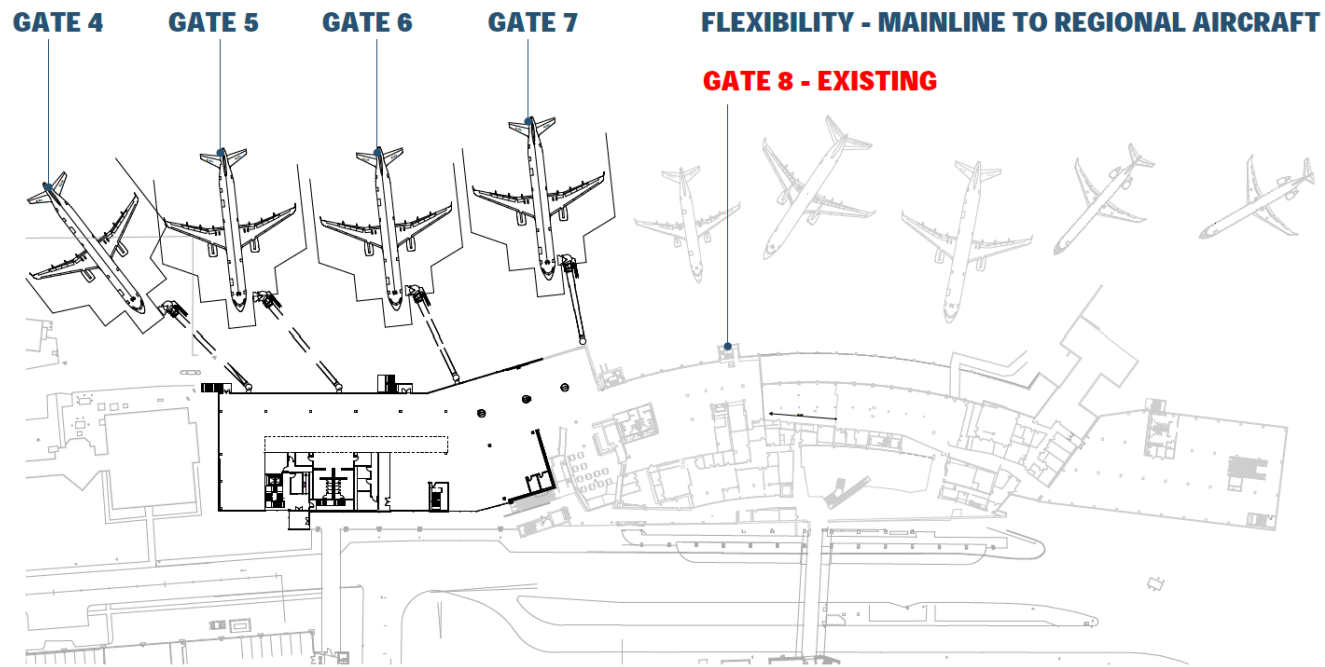 GATE 4
GATE 5
GATE 6
GATE 7
FLEXIBILITY - MAINLINE TO REGIONAL AIRCRAFT
GATE 8 - EXISTING